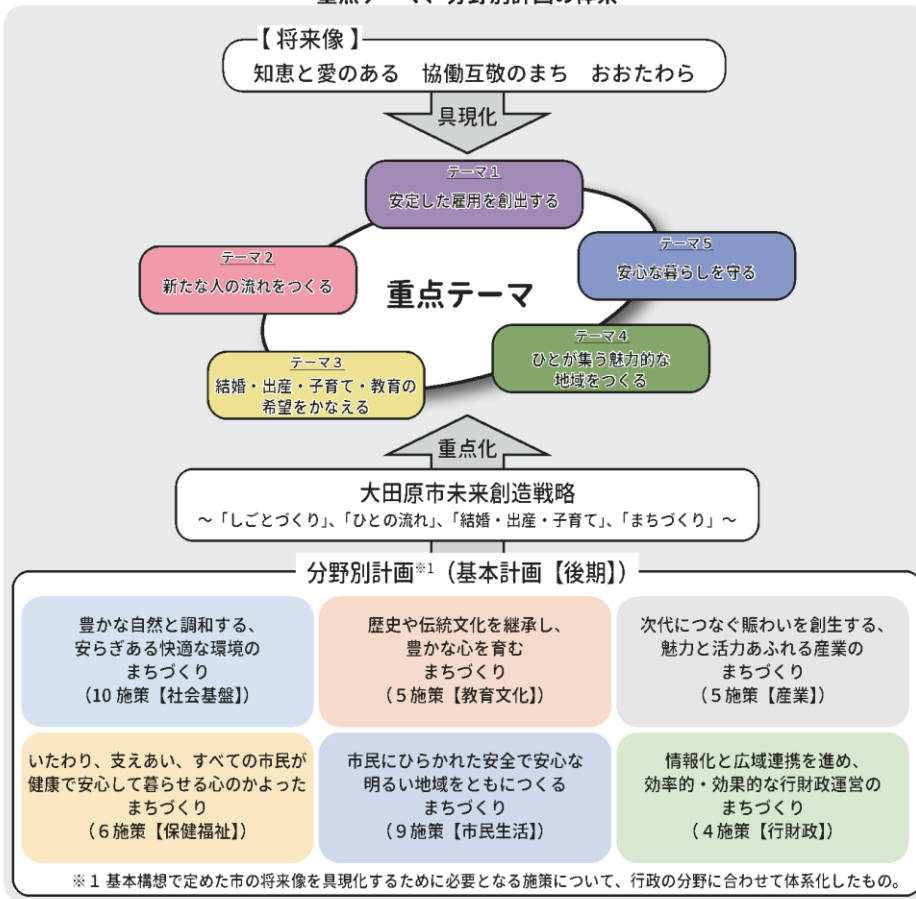 重点テーマ、分野別計画の体系
【 将来像 】
知恵と愛のある　協働互敬のまち　おおたわら
具現化
テーマ1
安定した雇用を創出する
テーマ5
安心な暮らしを守る
テーマ2
新たな人の流れをつくる
重点テーマ
テーマ4
ひとが集う魅力的な
地域をつくる
テーマ3
結婚・出産・子育て・教育の
希望をかなえる
重点化
大田原市未来創造戦略
～「しごとづくり」、「ひとの流れ」、「結婚・出産・子育て」、「まちづくり」～
分野別計画※1（基本計画【後期】）
豊かな自然と調和する、
安らぎある快適な環境の
まちづくり
（10 施策【社会基盤】）
歴史や伝統文化を継承し、
豊かな心を育む
まちづくり
（5 施策【教育文化】）
次代につなぐ賑わいを創生する、
魅力と活力あふれる産業の
まちづくり
（5 施策【産業】）
いたわり、支えあい、すべての市民が
健康で安心して暮らせる心のかよった
まちづくり
（6 施策【保健福祉】）
市民にひらかれた安全で安心な
明るい地域をともにつくる
まちづくり
（9 施策【市民生活】）
情報化と広域連携を進め、
効率的・効果的な行財政運営の
まちづくり
（4 施策【行財政】）
※1 基本構想で定めた市の将来像を具現化するために必要となる施策について、行政の分野に合わせて体系化したもの。